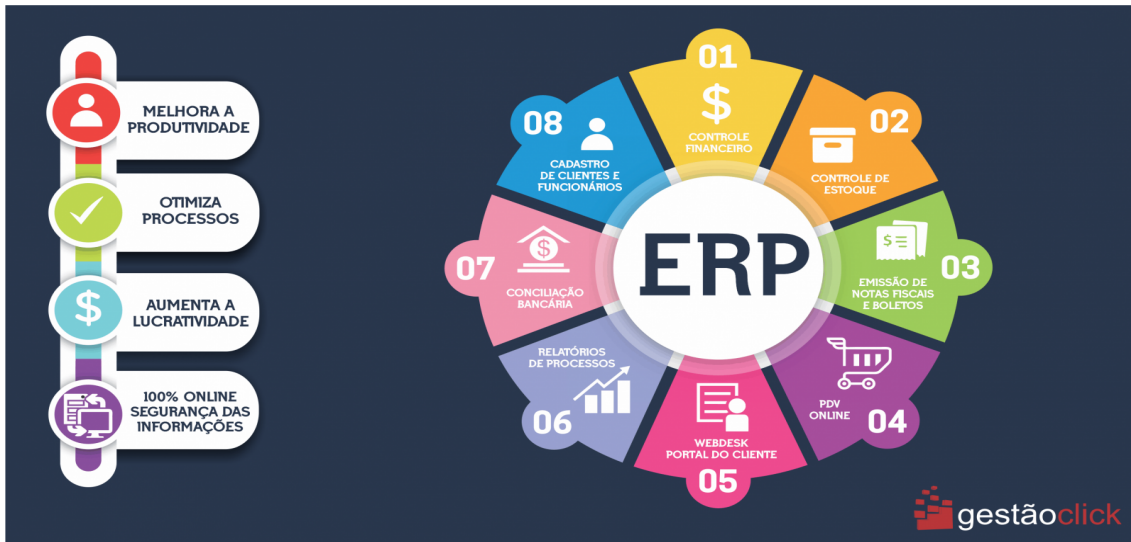 MELHORA A
PRODUTIVIDADE
OTIMIZA
PROCESSOS
AUMENTA A
LUCRATIVIDADE
100% ONLINE
SEGURANÇA DAS
INFORMAÇÕES
ERP
01
$
CONTROLE
FINANCEIRO
02
CONTROLE DE
ESTOQUE
03
EMISSÃO DE
NOTAS FISCAIS
E BOLETOS
04
PDV
ONLINE
05
WEBDESK
PORTAL DO CLIENTE
06
RELATÓRIOS
DE PROCESSOS
07
CONCILIAÇÃO
BANCÁRIA
08
CADASTRO
DE CLIENTES E
FUNCIONÁRIOS
gestãoclick